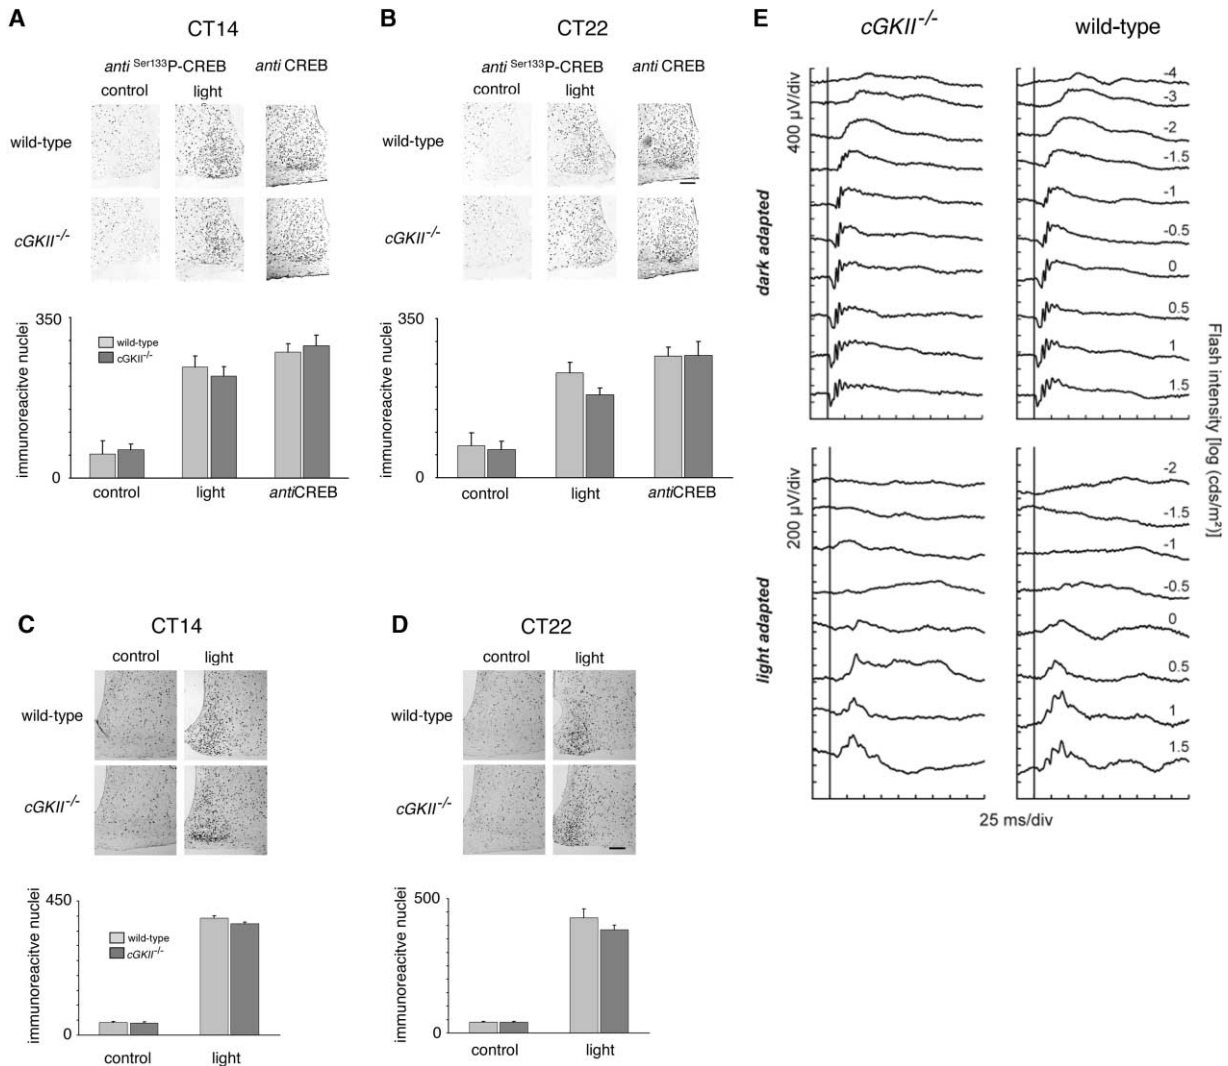 A
CT14
anti Ser133P-CREB
anti CREB
control
light
wild-type
cGKII-/-
immunoreacitve nuclei
350
0
wild-type
cGKII-/-
control
light
antiCREB
B
CT22
anti Ser133P-CREB
anti CREB
control
light
wild-type
cGKII-/-
immunoreacitve nuclei
350
0
control
light
antiCREB
C
CT14
control
light
wild-type
cGKII-/-
immunoreacitve nuclei
450
0
wild-type
cGKII-/-
control
light
D
CT22
control
light
wild-type
cGKII-/-
immunoreacitve nuclei
500
0
control
light
E
cGKII-/-
wild-type
400 µV/div
dark adapted
-4
-3
-2
-1.5
-1
-0.5
0
0.5
1
1.5
200 µV/div
light adapted
-2
-1.5
-1
-0.5
0
0.5
1
1.5
Flash intensity [log (cds/m²)]
25 ms/div